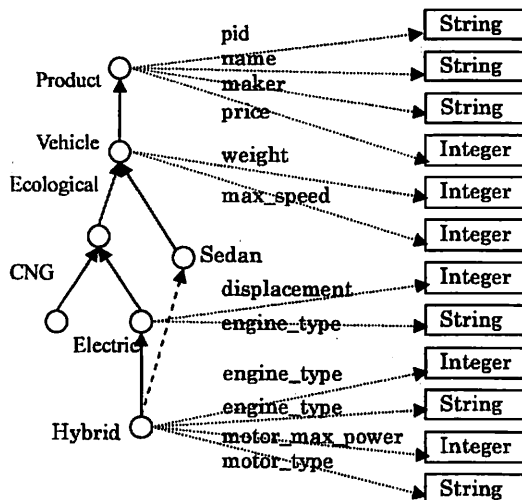 pid
String
name
String
Product
maker
String
price
Integer
Vehicle
weight
Integer
Ecological
max_speed
Integer
Sedan
CNG
displacement
Integer
Electric
engine_type
String
engine_type
Integer
engine_type
String
Hybrid
motor_max_power
Integer
motor_type
String